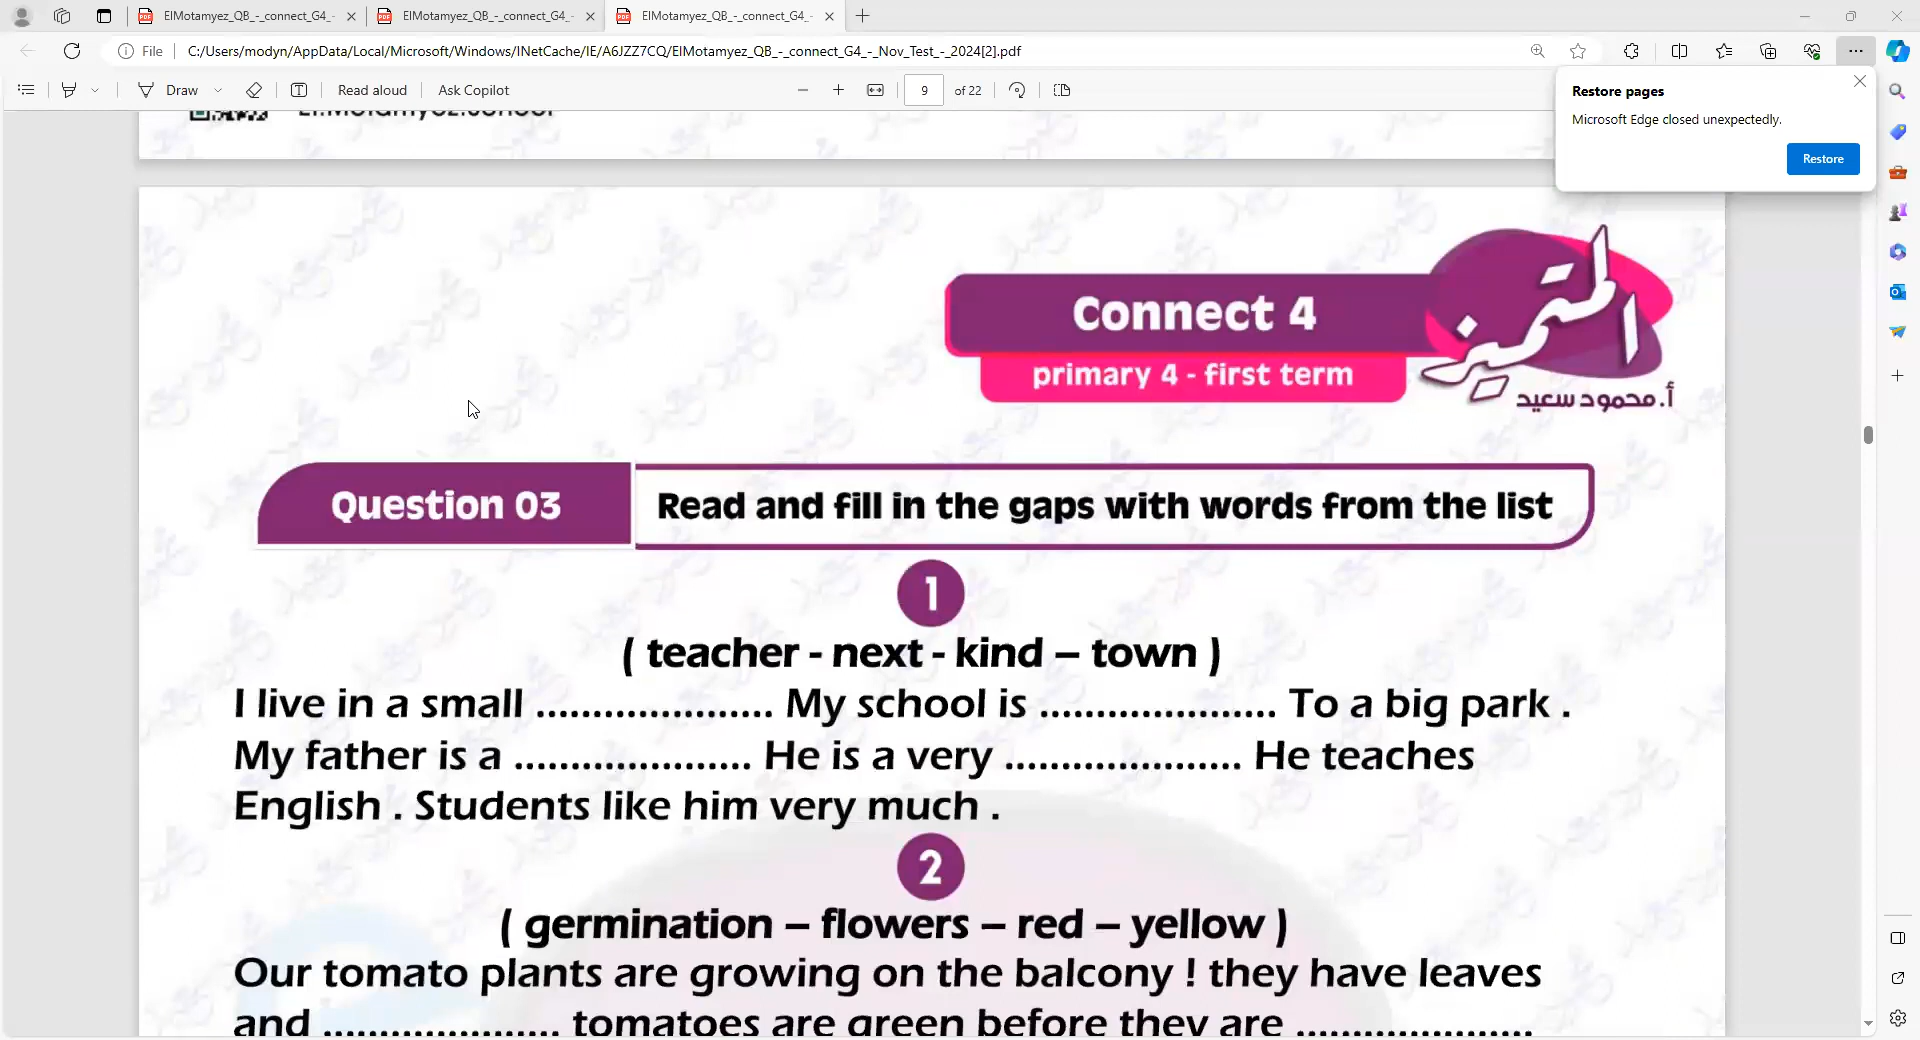 ElMotamyez_QB_-_connect_G4_-
ElMotamyez_QB_-_connect_G4_-
ElMotamyez_QB_-_connect_G4_-
File
C:/Users/modyn/AppData/Local/Microsoft/Windows/INetCache/IE/A6JZZ7CQ/ElMotamyez_QB_-_connect_G4_-_Nov_Test_-_2024[2].pdf
Draw
Read aloud
Ask Copilot
9 of 22
Restore pages
Microsoft Edge closed unexpectedly.
Restore
El.Motamyez.School
Connect 4
primary 4 - first term
المتميز
أ. محمود سعيد
Question 03
Read and fill in the gaps with words from the list
1
( teacher - next - kind – town )
I live in a small ..................... My school is ..................... To a big park .
My father is a ..................... He is a very ..................... He teaches
English . Students like him very much .
2
( germination – flowers – red – yellow )
Our tomato plants are growing on the balcony ! they have leaves
and ..................... tomatoes are green before they are .....................